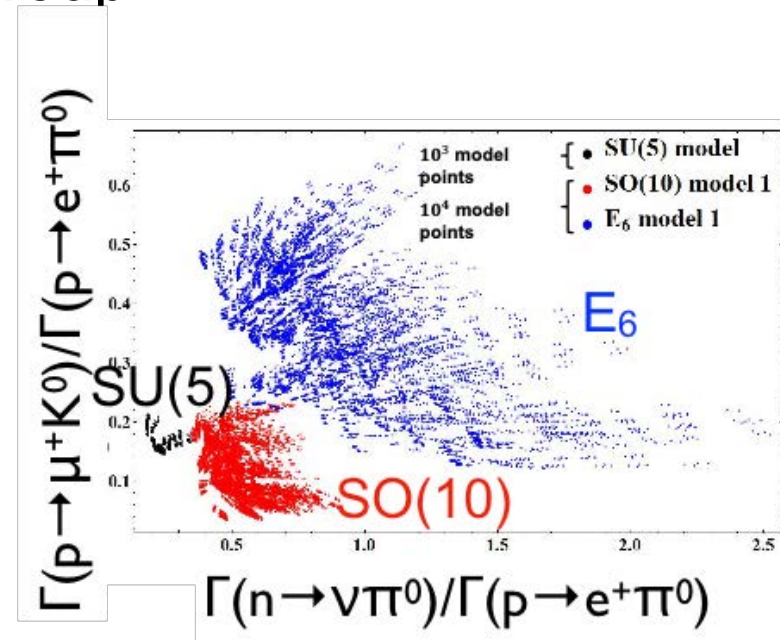 Γ(p→μ⁺K⁰)/Γ(p→e⁺π⁰)
10³ model
points
10⁴ model
points
SU(5) model
SO(10) model 1
E₆ model 1
0.6
0.5
0.4
0.3
0.2
0.1
E₆
SU(5)
SO(10)
0.5 1.0 1.5 2.0 2.5
Γ(n→νπ⁰)/Γ(p→e⁺π⁰)